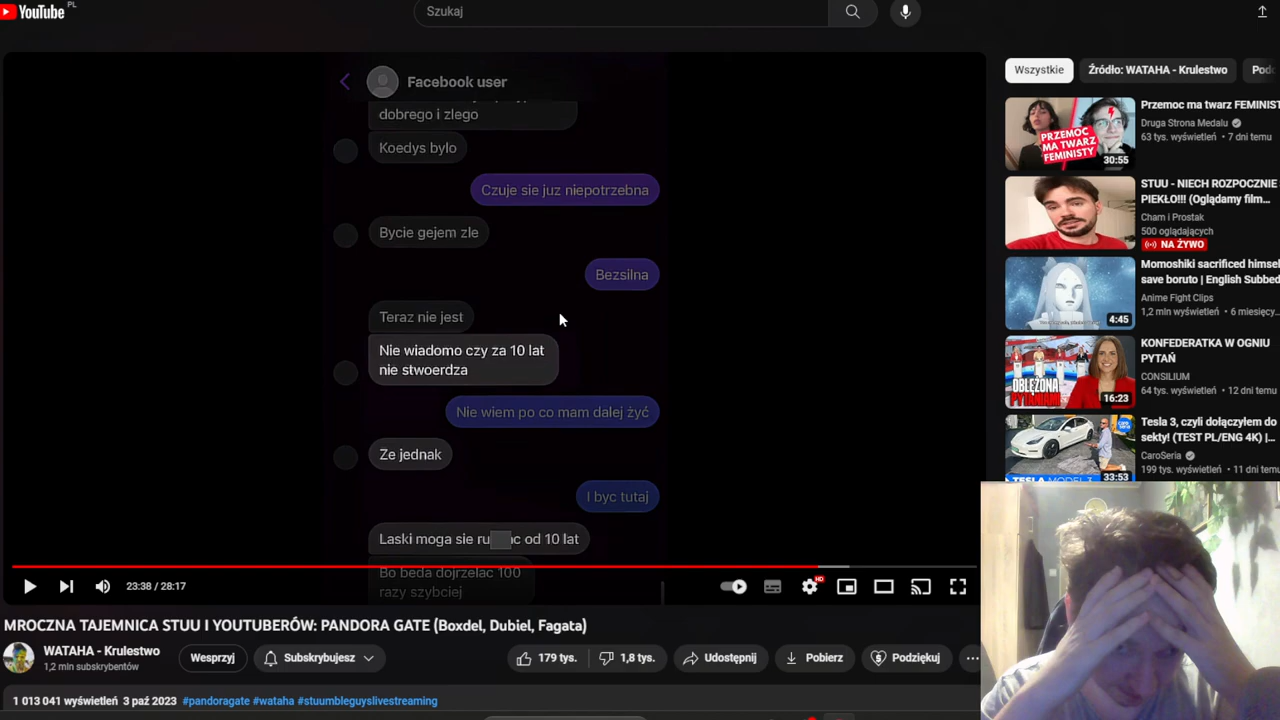 YouTube PL
Szukaj
Facebook user
dobrego i zlego
Koedys bylo
Czuje sie juz niepotrzebna
Bycie gejem zle
Bezsilna
Teraz nie jest
Nie wiadomo czy za 10 lat
nie stwoerdza
Nie wiem po co mam dalej żyć
Ze jednak
I byc tutaj
Laski moga sie ru c od 10 lat
Bo beda dojrzelac 100
razy szybciej
23:38 / 28:17
HD
MROCZNA TAJEMNICA STUU I YOUTUBERÓW: PANDORA GATE (Boxdel, Dubiel, Fagata)
WATAHA - Krulestwo
1,2 mln subskrybentów
Wesprzyj
Subskrybujesz
179 tys.
1,8 tys.
Udostępnij
Pobierz
Podziękuj
1 013 041 wyświetleń 3 paź 2023 #pandoragate #wataha #stuumbleguyslivestreaming
Wszystkie
Źródło: WATAHA - Krulestwo
Pod
PRZEMOC
MA TWARZ
FEMINISTY
30:55
Przemoc ma twarz FEMINIST
Druga Strona Medalu
63 tys. wyświetleń • 7 dni temu
STUU - NIECH ROZPOCZNIE
PIEKŁO!!! (Oglądamy film...
Cham i Prostak
500 oglądających
NA ŻYWO
Momoshiki sacrificed himsel
save boruto | English Subbed
Anime Fight Clips
1,2 mln wyświetleń • 6 miesięcy
4:45
OBLĘŻONA
PYTANIAMI
16:23
KONFEDERATKA W OGNIU
PYTAŃ
CONSILIUM
64 tys. wyświetleń • 12 dni temu
TESLA MODEL 3
33:53
Tesla 3, czyli dołączyłem do
sekty! (TEST PL/ENG 4K) |...
CaroSeria
199 tys. wyświetleń • 11 dni temu